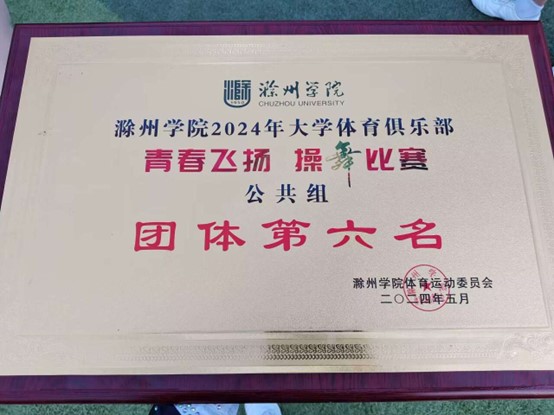 滁州学院
CHUZHOU UNIVERSITY
滁州学院2024年大学体育俱乐部
青春飞扬 操舞比赛
公共组
团体第六名
滁州学院体育运动委员会
二〇二四年五月